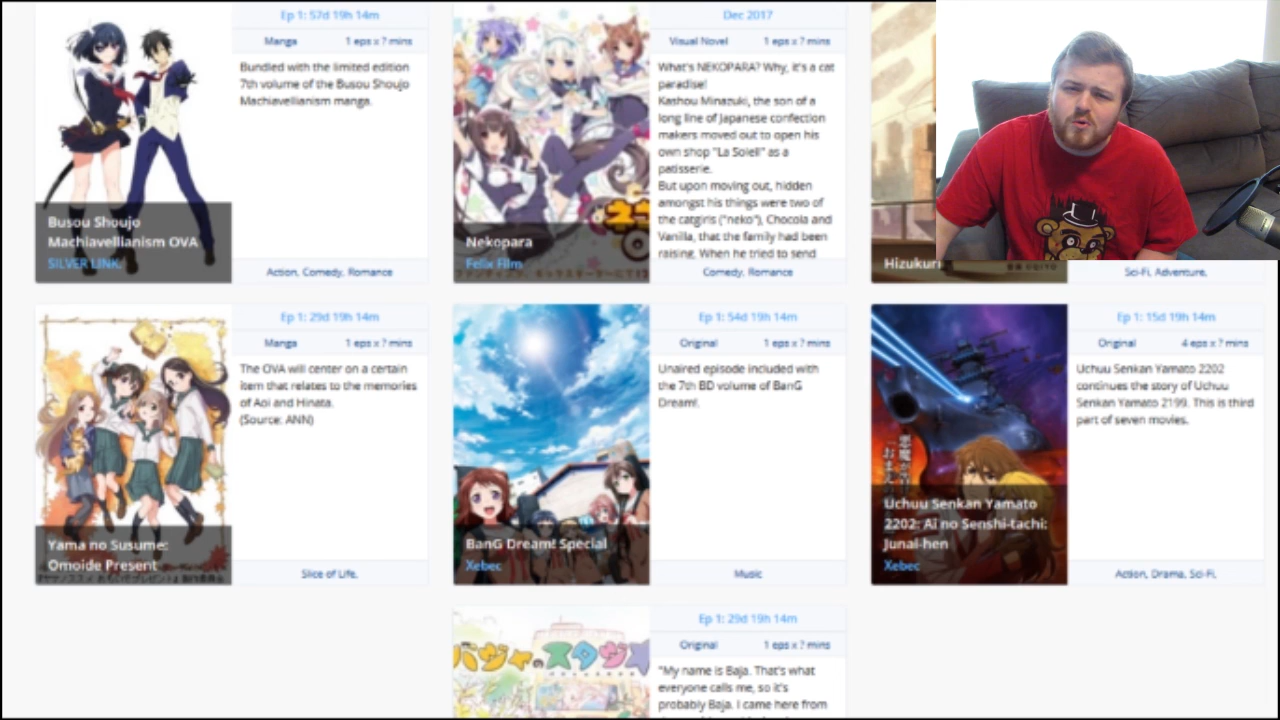 Ep 1: 57d 19h 14m
Manga 1 eps x ? mins
Bundled with the limited edition
7th volume of the Busou Shoujo
Machiavellianism manga.
Busou Shoujo
Machiavellianism OVA
SILVER LINK.
Action, Comedy, Romance
Dec 2017
Visual Novel 1 eps x ? mins
What's NEKOPARA? Why, it's a cat
paradise!
Kashou Minazuki, the son of a
long line of Japanese confection
makers moved out to open his
own shop "La Soleil" as a
patisserie.
But upon moving out, hidden
amongst his things were two of
the catgirls ("neko"), Chocola and
Vanilla, that the family had been
raising. When he tried to send
Nekopara
Felix Film
Comedy, Romance
Hizukuri
Sci-Fi, Adventure,
Ep 1: 29d 19h 14m
Manga 1 eps x ? mins
The OVA will center on a certain
item that relates to the memories
of Aoi and Hinata.
(Source: ANN)
Yama no Susume:
Omoide Present
Slice of Life,
Ep 1: 54d 19h 14m
Original 1 eps x ? mins
Unaired episode included with
the 7th BD volume of BanG
Dream!.
BanG Dream! Special
Xebec
Music
Ep 1: 15d 19h 14m
Original 4 eps x ? mins
Uchuu Senkan Yamato 2202
continues the story of Uchuu
Senkan Yamato 2199. This is third
part of seven movies.
Uchuu Senkan Yamato
2202: Ai no Senshi-tachi:
Junai-hen
Xebec
Action, Drama, Sci-Fi,
バジャのスタジオ
Ep 1: 29d 19h 14m
Original 1 eps x ? mins
"My name is Baja. That's what
everyone calls me, so it's
probably Baja. I came here from